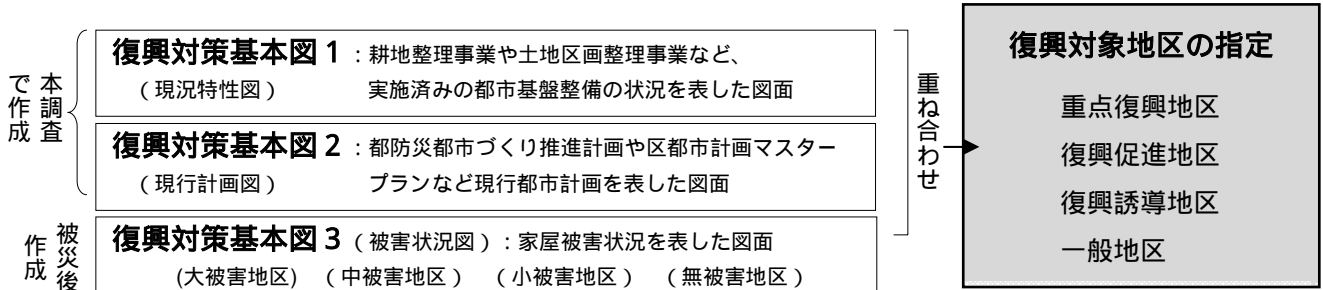 本調査
で作成
復興対策基本図1:耕地整理事業や土地区画整理事業など、
(現況特性図) 実施済みの都市基盤整備の状況を表した図面
復興対策基本図2:都防災都市づくり推進計画や区都市計画マスター
(現行計画図) プランなど現行都市計画を表した図面
被災後
作成
復興対策基本図3(被害状況図):家屋被害状況を表した図面
(大被害地区) (中被害地区) (小被害地区) (無被害地区)
重ね合わせ
復興対象地区の指定
重点復興地区
復興促進地区
復興誘導地区
一般地区